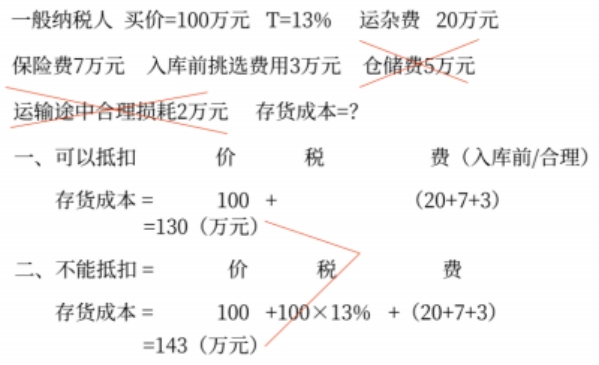 一般纳税人 买价=100万元 T=13% 运杂费 20万元
保险费7万元 入库前挑选费用3万元 仓储费5万元
运输途中合理损耗2万元 存货成本=?
一、可以抵扣 价 税 费（入库前/合理）
存货成本 = 100 + （20+7+3）
=130（万元）
二、不能抵扣 = 价 税 费
存货成本 = 100 +100×13% +（20+7+3）
=143（万元）